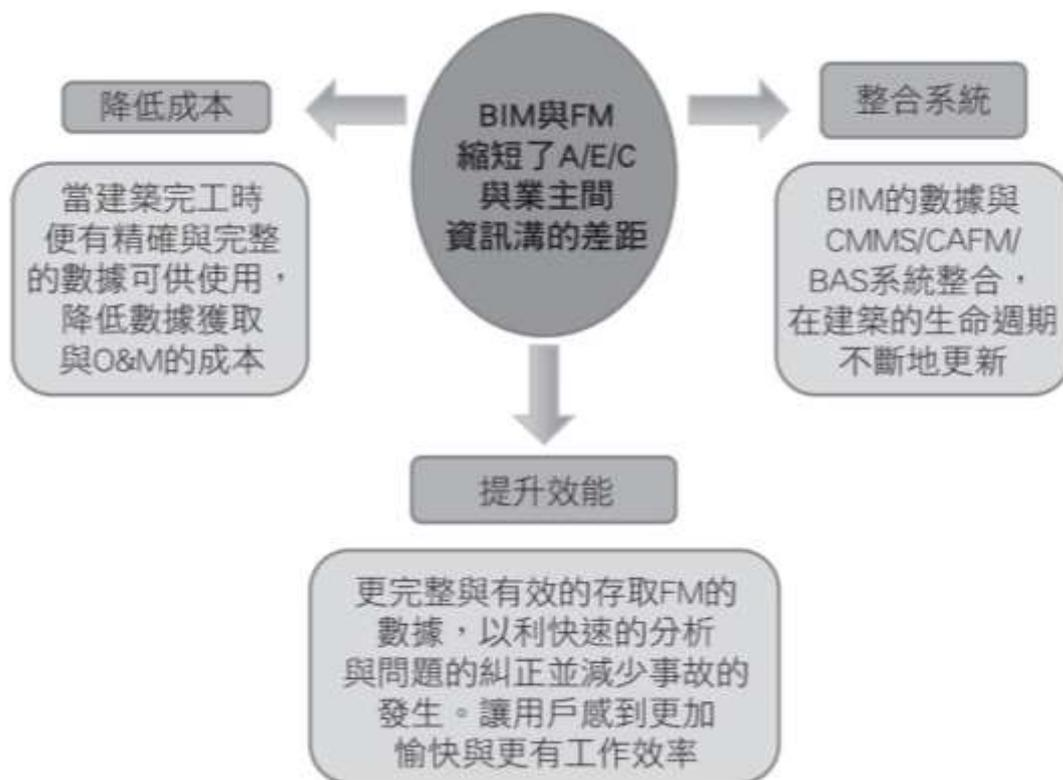 BIM與FM
縮短了A/E/C
與業主間
資訊溝的差距
降低成本
當建築完工時
便有精確與完整
的數據可供使用，
降低數據獲取
與O&M的成本
整合系統
BIM的數據與
CMMS/CAFM/
BAS系統整合，
在建築的生命週期
不斷地更新
提升效能
更完整與有效的存取FM的
數據，以利快速的分析
與問題的糾正並減少事故的
發生。讓用戶感到更加
愉快與更有工作效率